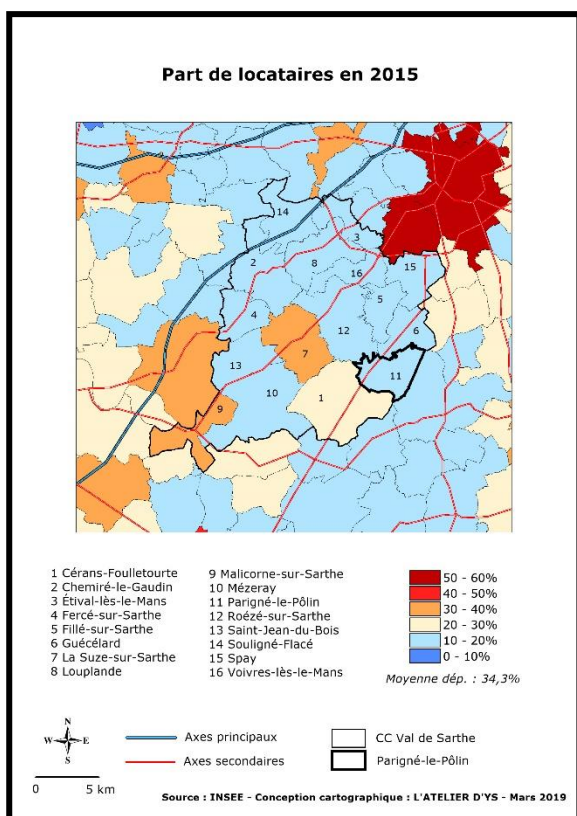 Part de locataires en 2015
14
3
2
8
15
16
5
4
12
6
7
13
11
1
10
9
1 Cérans-Foulletourte
2 Chemiré-le-Gaudin
3 Étival-lès-le Mans
4 Fercé-sur-Sarthe
5 Fillé-sur-Sarthe
6 Guécélard
7 La Suze-sur-Sarthe
8 Louplande
9 Malicorne-sur-Sarthe
10 Mézeray
11 Parigné-le-Pôlin
12 Roézé-sur-Sarthe
13 Saint-Jean-du-Bois
14 Souligné-Flacé
15 Spay
16 Voivres-lès-le-Mans
50 - 60%
40 - 50%
30 - 40%
20 - 30%
10 - 20%
0 - 10%
Moyenne dép. : 34,3%
N
W E
S
Axes principaux
Axes secondaires
CC Val de Sarthe
Parigné-le-Pôlin
0 5 km
Source : INSEE - Conception cartographique : L'ATELIER D'YS - Mars 2019